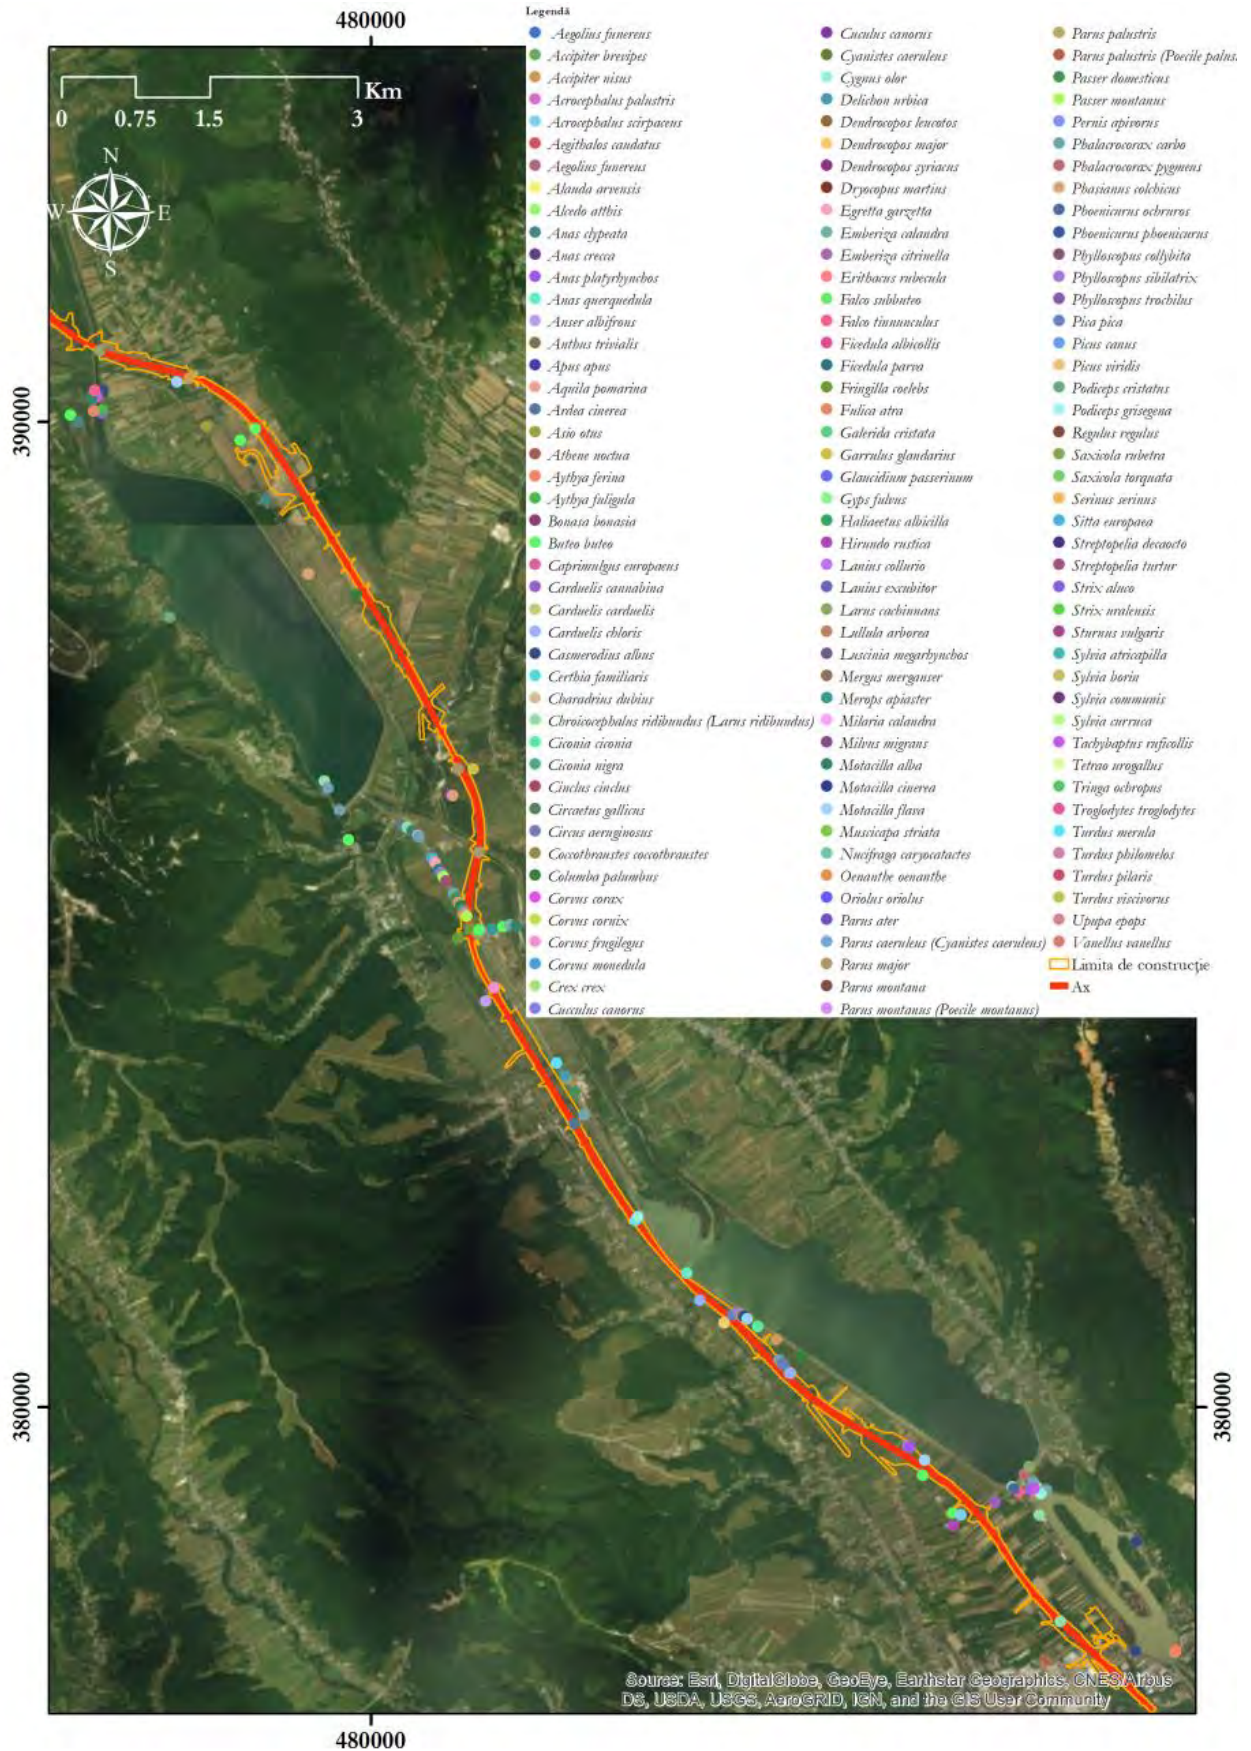 480000
Legendă
Aegolius funereus
Accipiter brevipes
Accipiter nisus
Acrocephalus palustris
Acrocephalus scirpaceus
Aegithalos caudatus
Aegolius funereus
Alauda arvensis
Alcedo atthis
Anas clypeata
Anas crecca
Anas platyrhynchos
Anas querquedula
Anser albifrons
Anthus trivialis
Apus apus
Aquila pomarina
Ardea cinerea
Asio otus
Athene noctua
Aythya ferina
Aythya fuligula
Bonasa bonasia
Buteo buteo
Caprimulgus europaeus
Carduelis cannabina
Carduelis carduelis
Carduelis chloris
Casmerodius albus
Certhia familiaris
Charadrius dubius
Chroicocephalus ridibundus (Larus ridibundus)
Ciconia ciconia
Ciconia nigra
Cinclus cinclus
Circaetus gallicus
Circus aeruginosus
Coccothraustes coccothraustes
Columba palumbus
Corvus corax
Corvus cornix
Corvus frugilegus
Corvus monedula
Crex crex
Cucculus canorus
Cuculus canorus
Cyanistes caeruleus
Cygnus olor
Delichon urbica
Dendrocopos leucotos
Dendrocopos major
Dendrocopos syriacus
Dryocopus martius
Egretta garzetta
Emberiza calandra
Emberiza citrinella
Erithacus rubecula
Falco subbuteo
Falco tinnunculus
Ficedula albicollis
Ficedula parva
Fringilla coelebs
Fulica atra
Galerida cristata
Garrulus glandarius
Glaucidium passerinum
Gyps fulvus
Haliaeetus albicilla
Hirundo rustica
Lanius collurio
Lanius excubitor
Larus cachinnans
Lullula arborea
Luscinia megarhynchos
Mergus merganser
Merops apiaster
Milaria calandra
Milvus migrans
Motacilla alba
Motacilla cinerea
Motacilla flava
Muscicapa striata
Nucifraga caryocatactes
Oenanthe oenanthe
Oriolus oriolus
Parus ater
Parus caeruleus (Cyanistes caeruleus)
Parus major
Parus montana
Parus montanus (Poecile montanus)
Parus palustris
Parus palustris (Poecile palus
Passer domesticus
Passer montanus
Pernis apivorus
Phalacrocorax carbo
Phalacrocorax pygmeus
Phasianus colchicus
Phoenicurus ochruros
Phoenicurus phoenicurus
Phylloscopus collybita
Phylloscopus sibilatrix
Phylloscopus trochilus
Pica pica
Picus canus
Picus viridis
Podiceps cristatus
Podiceps grisegena
Regulus regulus
Saxicola rubetra
Saxicola torquata
Serinus serinus
Sitta europaea
Streptopelia decaocto
Streptopelia turtur
Strix aluco
Strix uralensis
Sturnus vulgaris
Sylvia atricapilla
Sylvia borin
Sylvia communis
Sylvia curruca
Tachybaptus ruficollis
Tetrao urogallus
Tringa ochropus
Troglodytes troglodytes
Turdus merula
Turdus philomelos
Turdus pilaris
Turdus viscivorus
Upupa epops
Vanellus vanellus
Limita de construcție
Ax
Km
0 0.75 1.5 3
N
W E
S
390000
380000
380000
Source: Esri, DigitalGlobe, GeoEye, Earthstar Geographics, CNES/Airbus
DS, USDA, USGS, AeroGRID, IGN, and the GIS User Community
480000